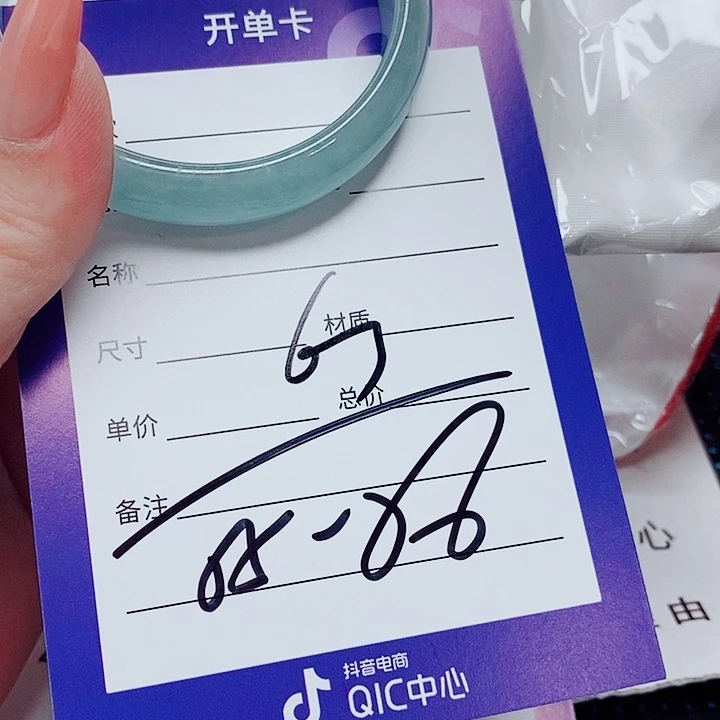 开单卡
名称
尺寸 材质
单价 总价
备注
抖音电商
QIC中心
心
由